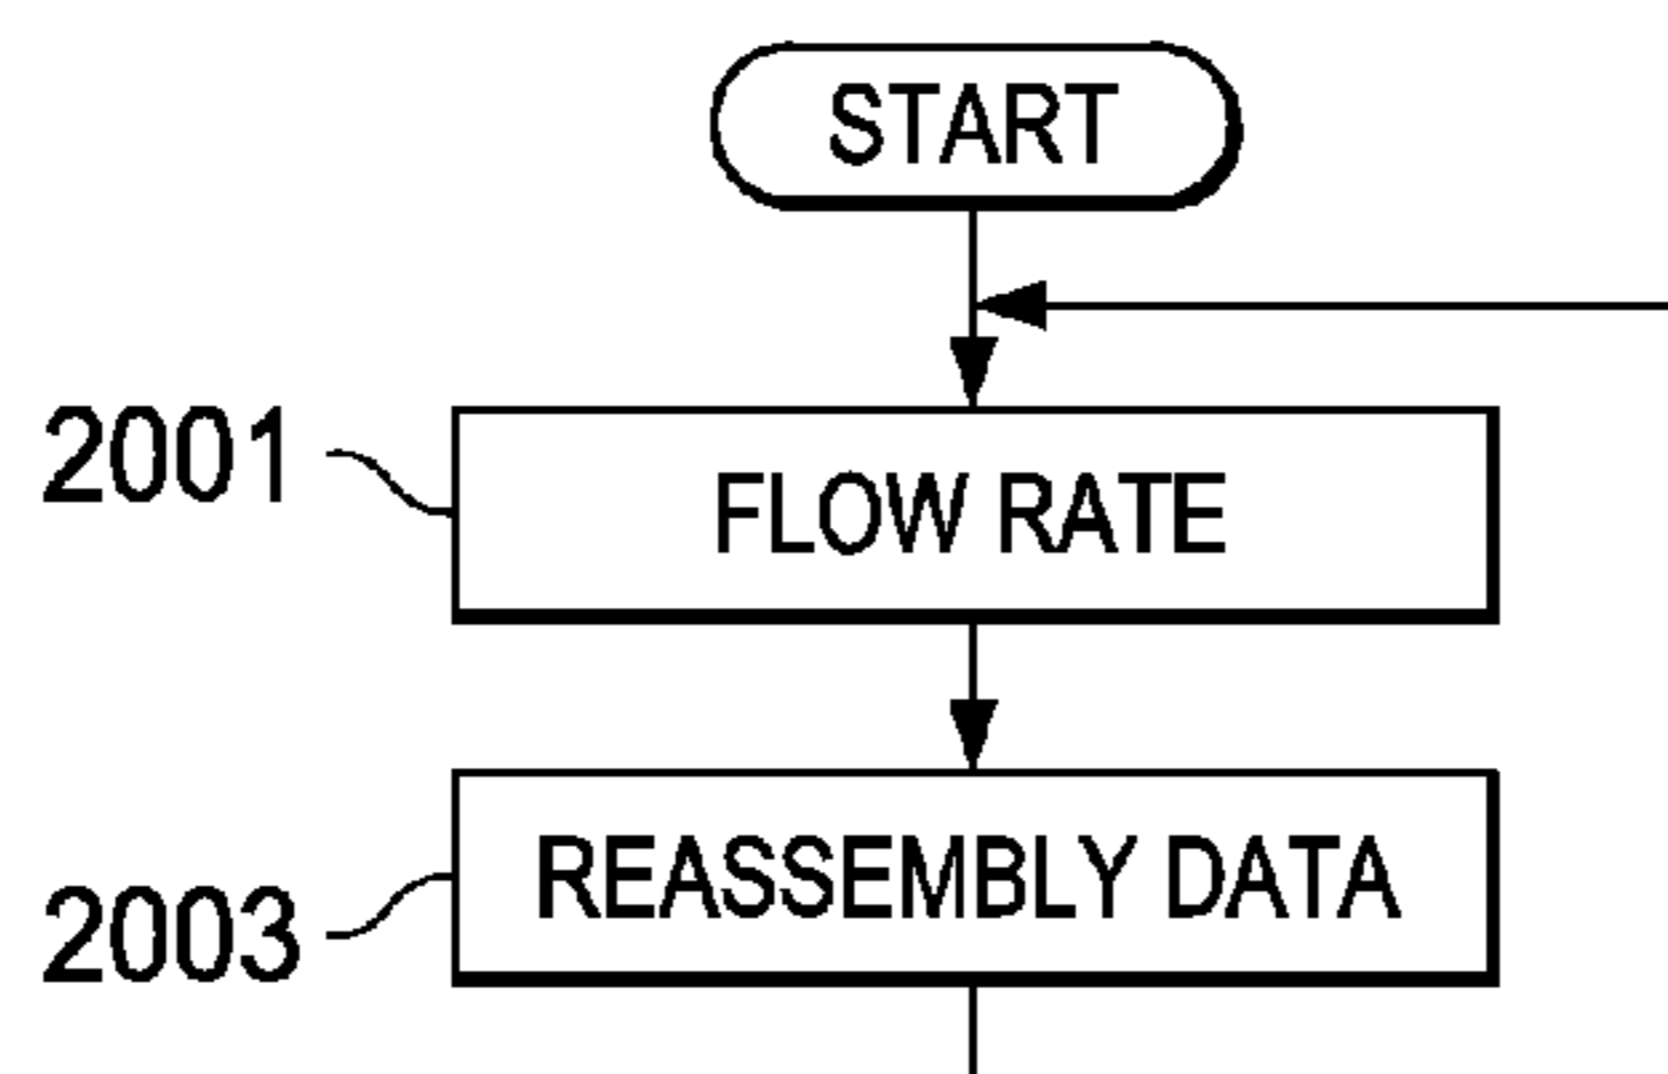 START
2001
FLOW RATE
2003
REASSEMBLY DATA